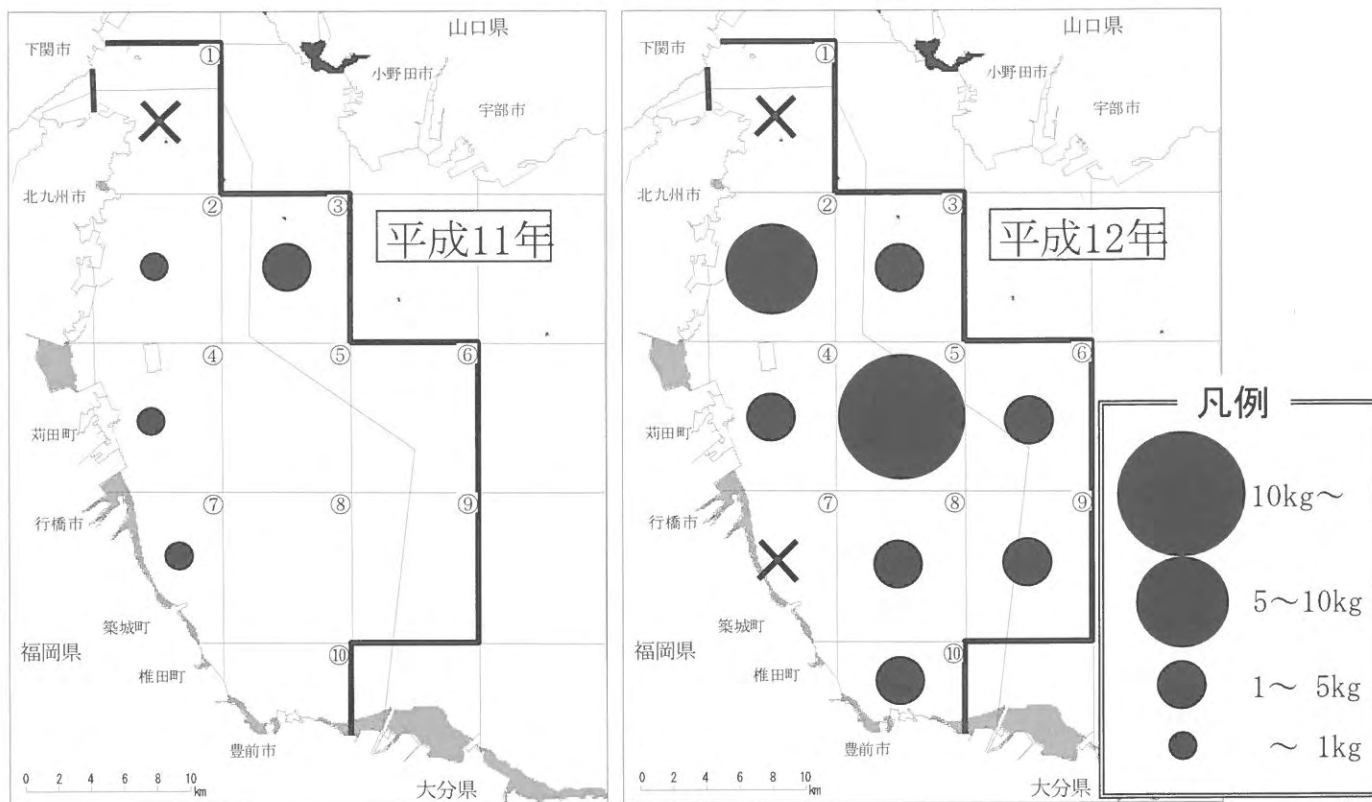 山口県
下関市
①
小野田市
宇部市
北九州市
②
③
平成11年
④
⑤
⑥
苅田町
⑦
⑧
⑨
行橋市
築城町
福岡県
⑩
椎田町
豊前市
0 2 4 6 8 10
km
大分県
山口県
下関市
①
小野田市
宇部市
北九州市
②
③
平成12年
④
⑤
⑥
苅田町
⑦
⑧
⑨
行橋市
築城町
福岡県
⑩
椎田町
豊前市
0 2 4 6 8 10
km
大分県
凡例
10kg～
5～10kg
1～ 5kg
～ 1kg